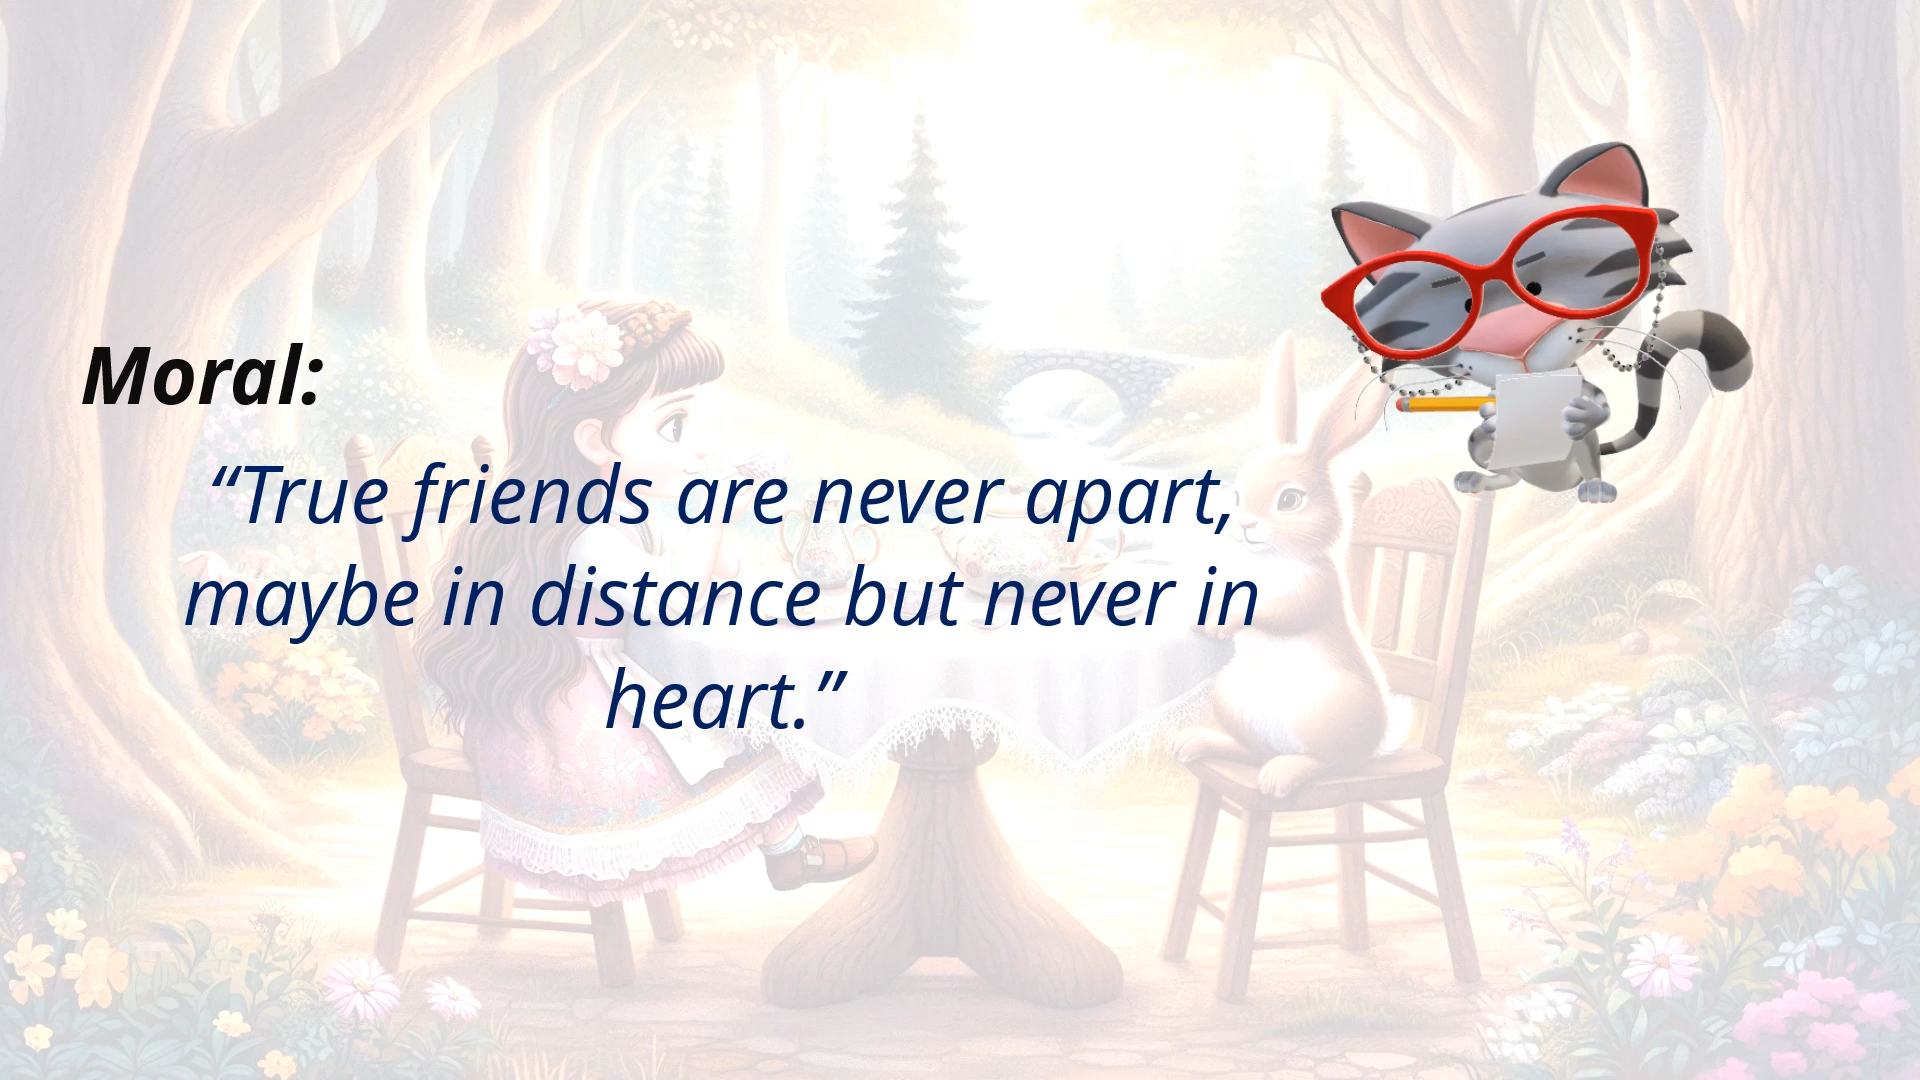 Moral:
“True friends are never apart,
maybe in distance but never in
heart.”